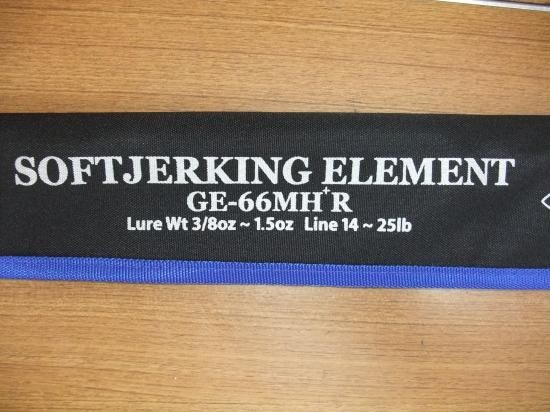 SOFTJERKING ELEMENT
GE-66MH⁺R
Lure Wt 3/8oz ~ 1.5oz Line 14 ~ 25lb